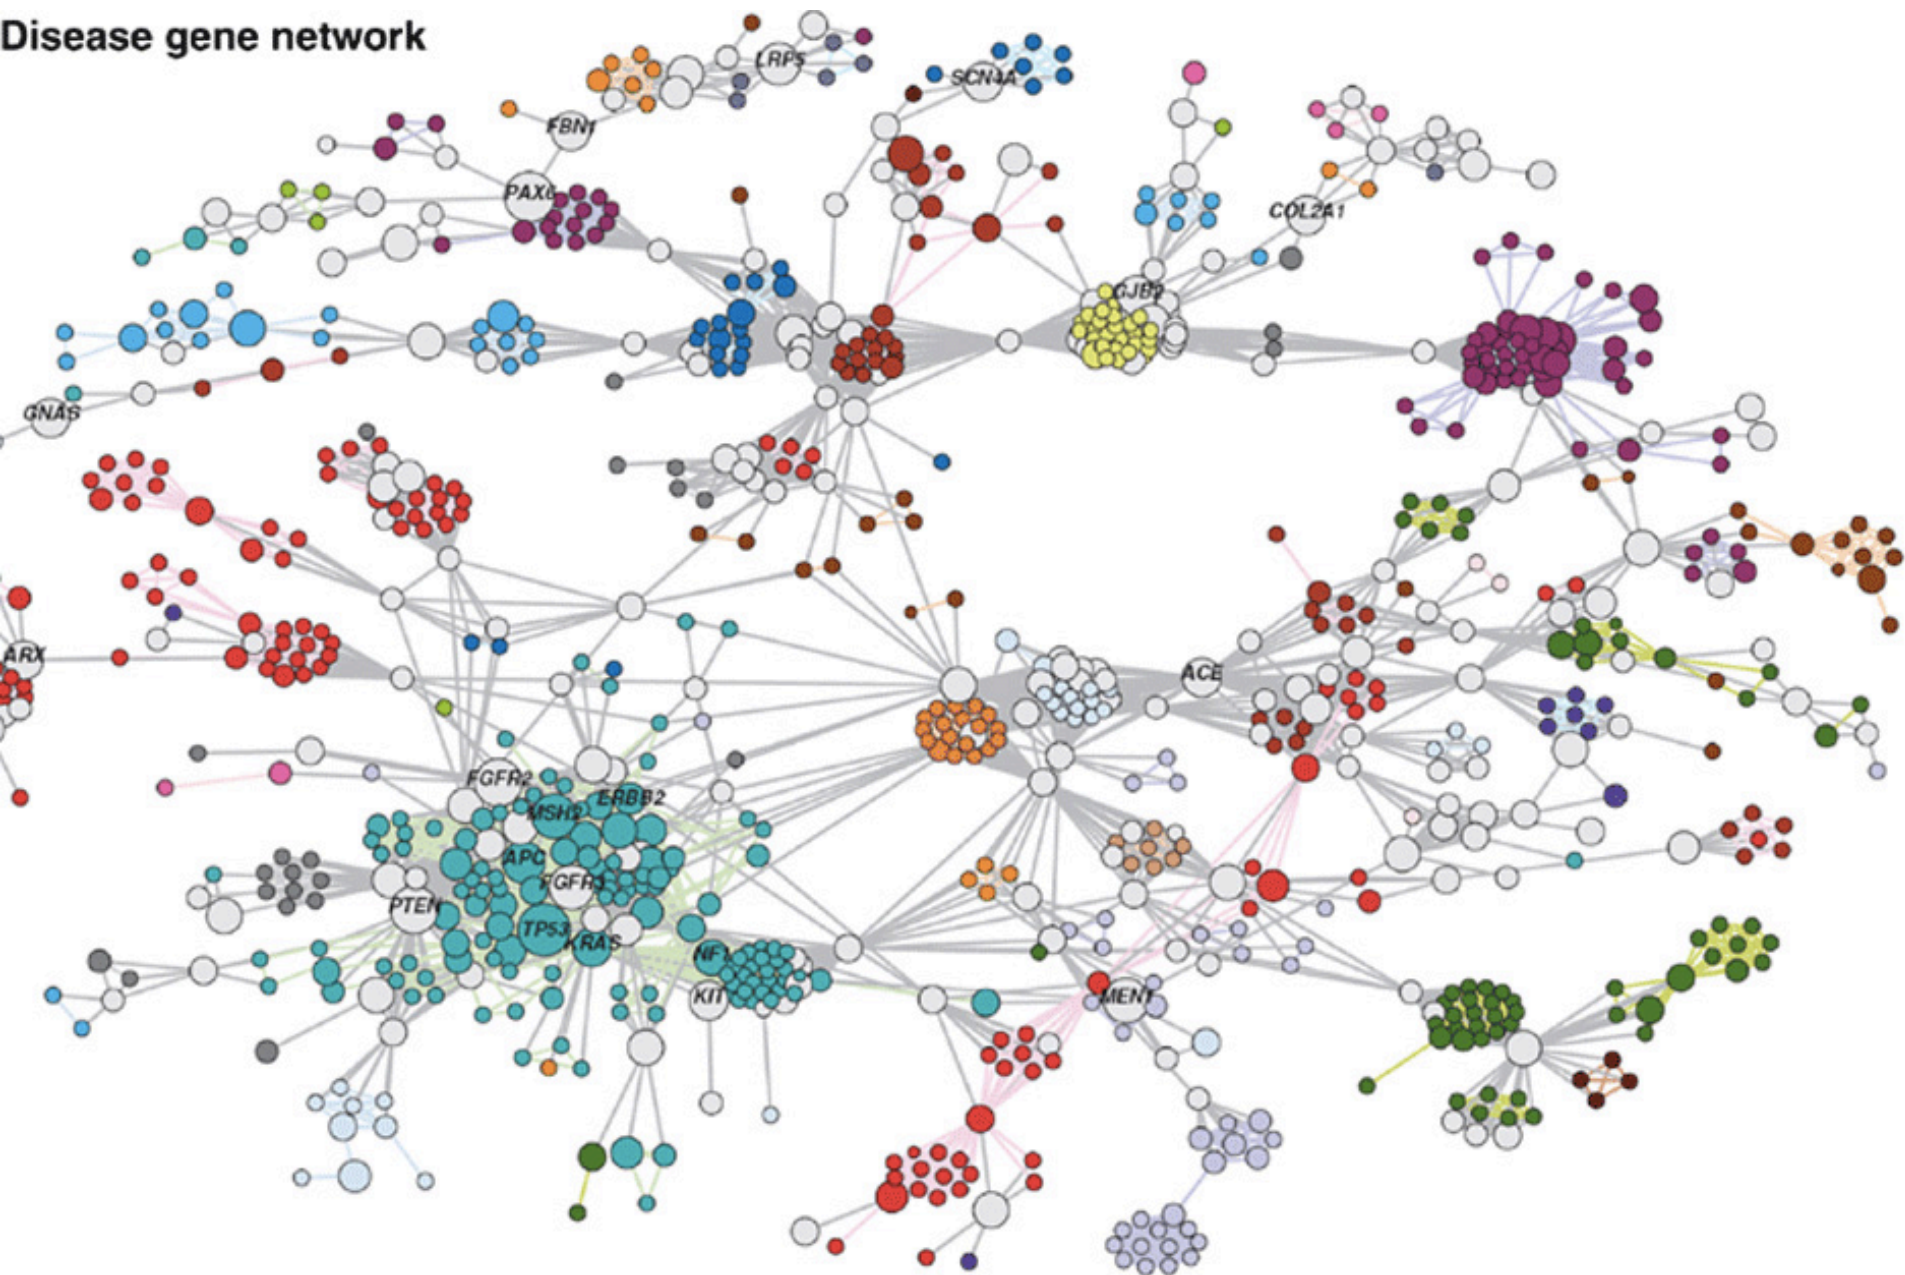 Disease gene network
LRP5
SCN4A
FBN1
PAX6
COL2A1
GJB2
GNAS
ARX
ACE
FGFR2
ERBB2
MSH2
APC
FGFR3
PTEN
TP53
KRAS
NF1
KIT
MEN1